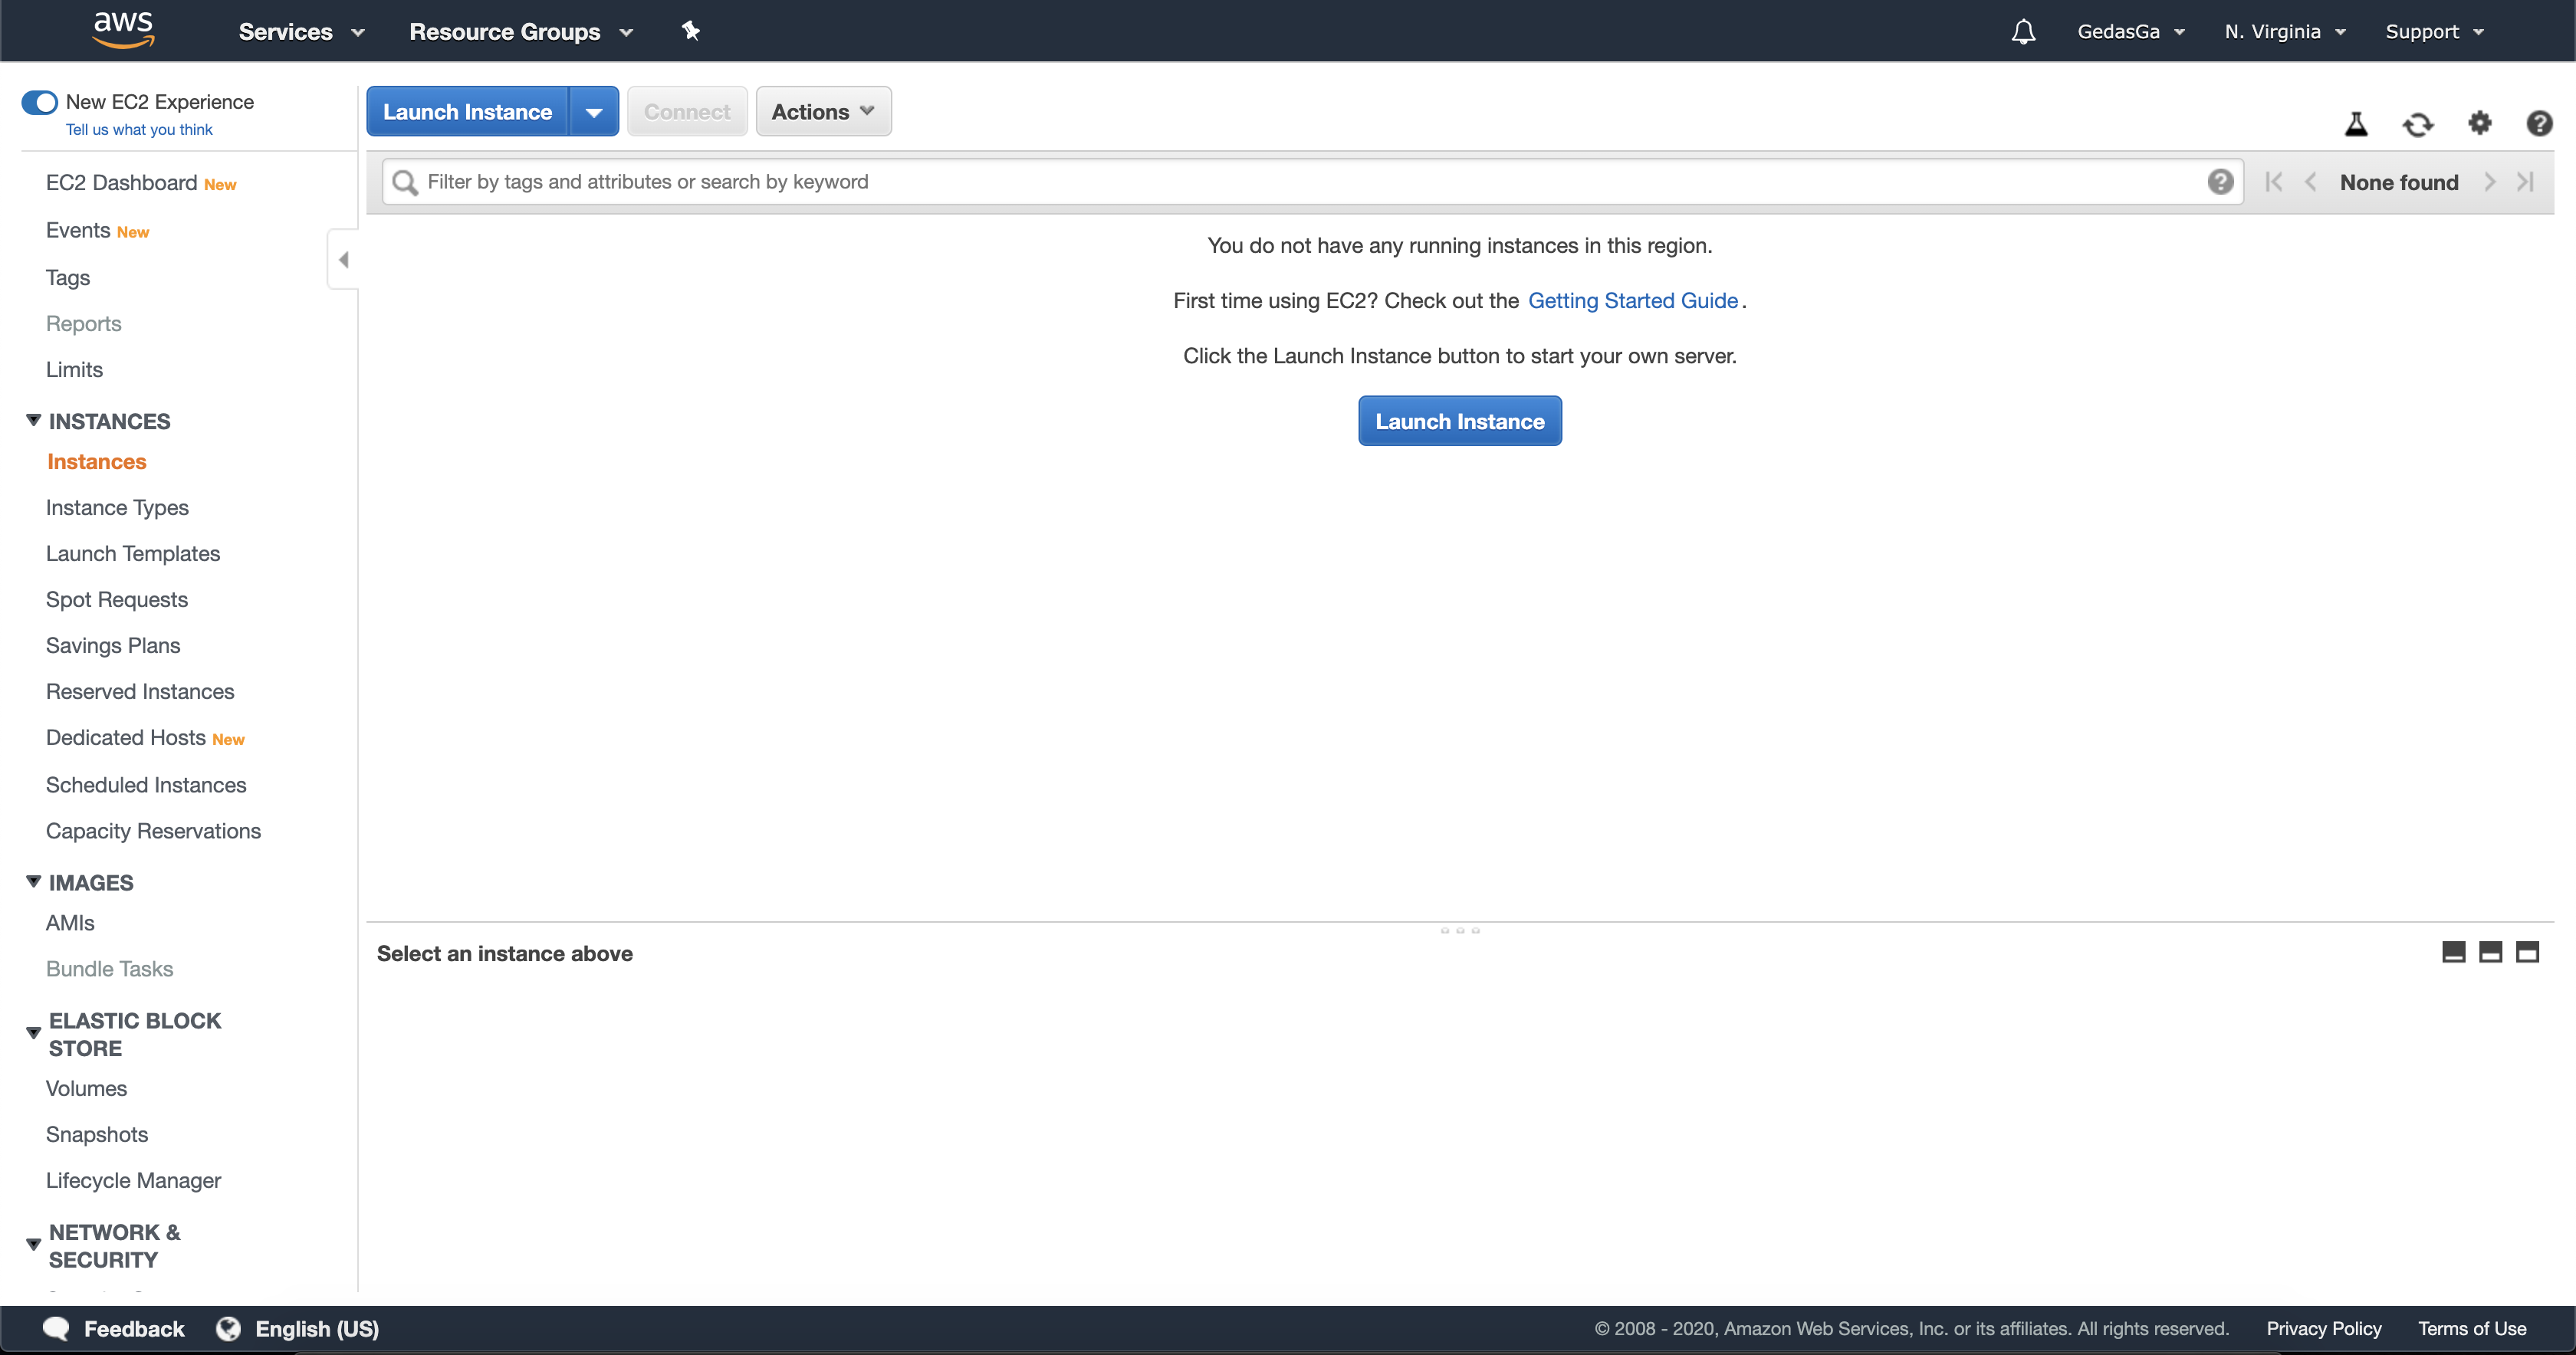 aws
Services
Resource Groups
GedasGa
N. Virginia
Support
New EC2 Experience
Tell us what you think
EC2 Dashboard New
Events New
Tags
Reports
Limits
INSTANCES
Instances
Instance Types
Launch Templates
Spot Requests
Savings Plans
Reserved Instances
Dedicated Hosts New
Scheduled Instances
Capacity Reservations
IMAGES
AMIs
Bundle Tasks
ELASTIC BLOCK
STORE
Volumes
Snapshots
Lifecycle Manager
NETWORK &
SECURITY
Launch Instance
Connect
Actions
Filter by tags and attributes or search by keyword
None found
You do not have any running instances in this region.
First time using EC2? Check out the Getting Started Guide.
Click the Launch Instance button to start your own server.
Launch Instance
Select an instance above
Feedback
English (US)
© 2008 - 2020, Amazon Web Services, Inc. or its affiliates. All rights reserved.
Privacy Policy
Terms of Use